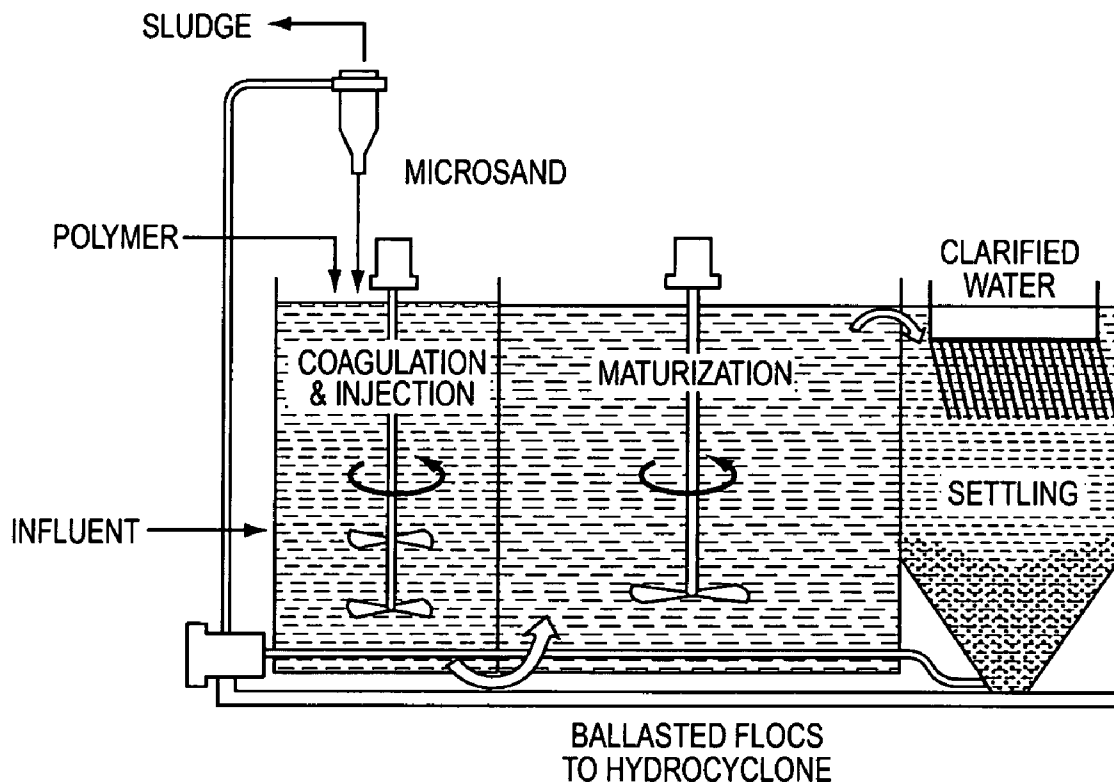 SLUDGE
MICROSAND
POLYMER
CLARIFIED
WATER
COAGULATION
& INJECTION
MATURIZATION
SETTLING
INFLUENT
BALLASTED FLOCS
TO HYDROCYCLONE